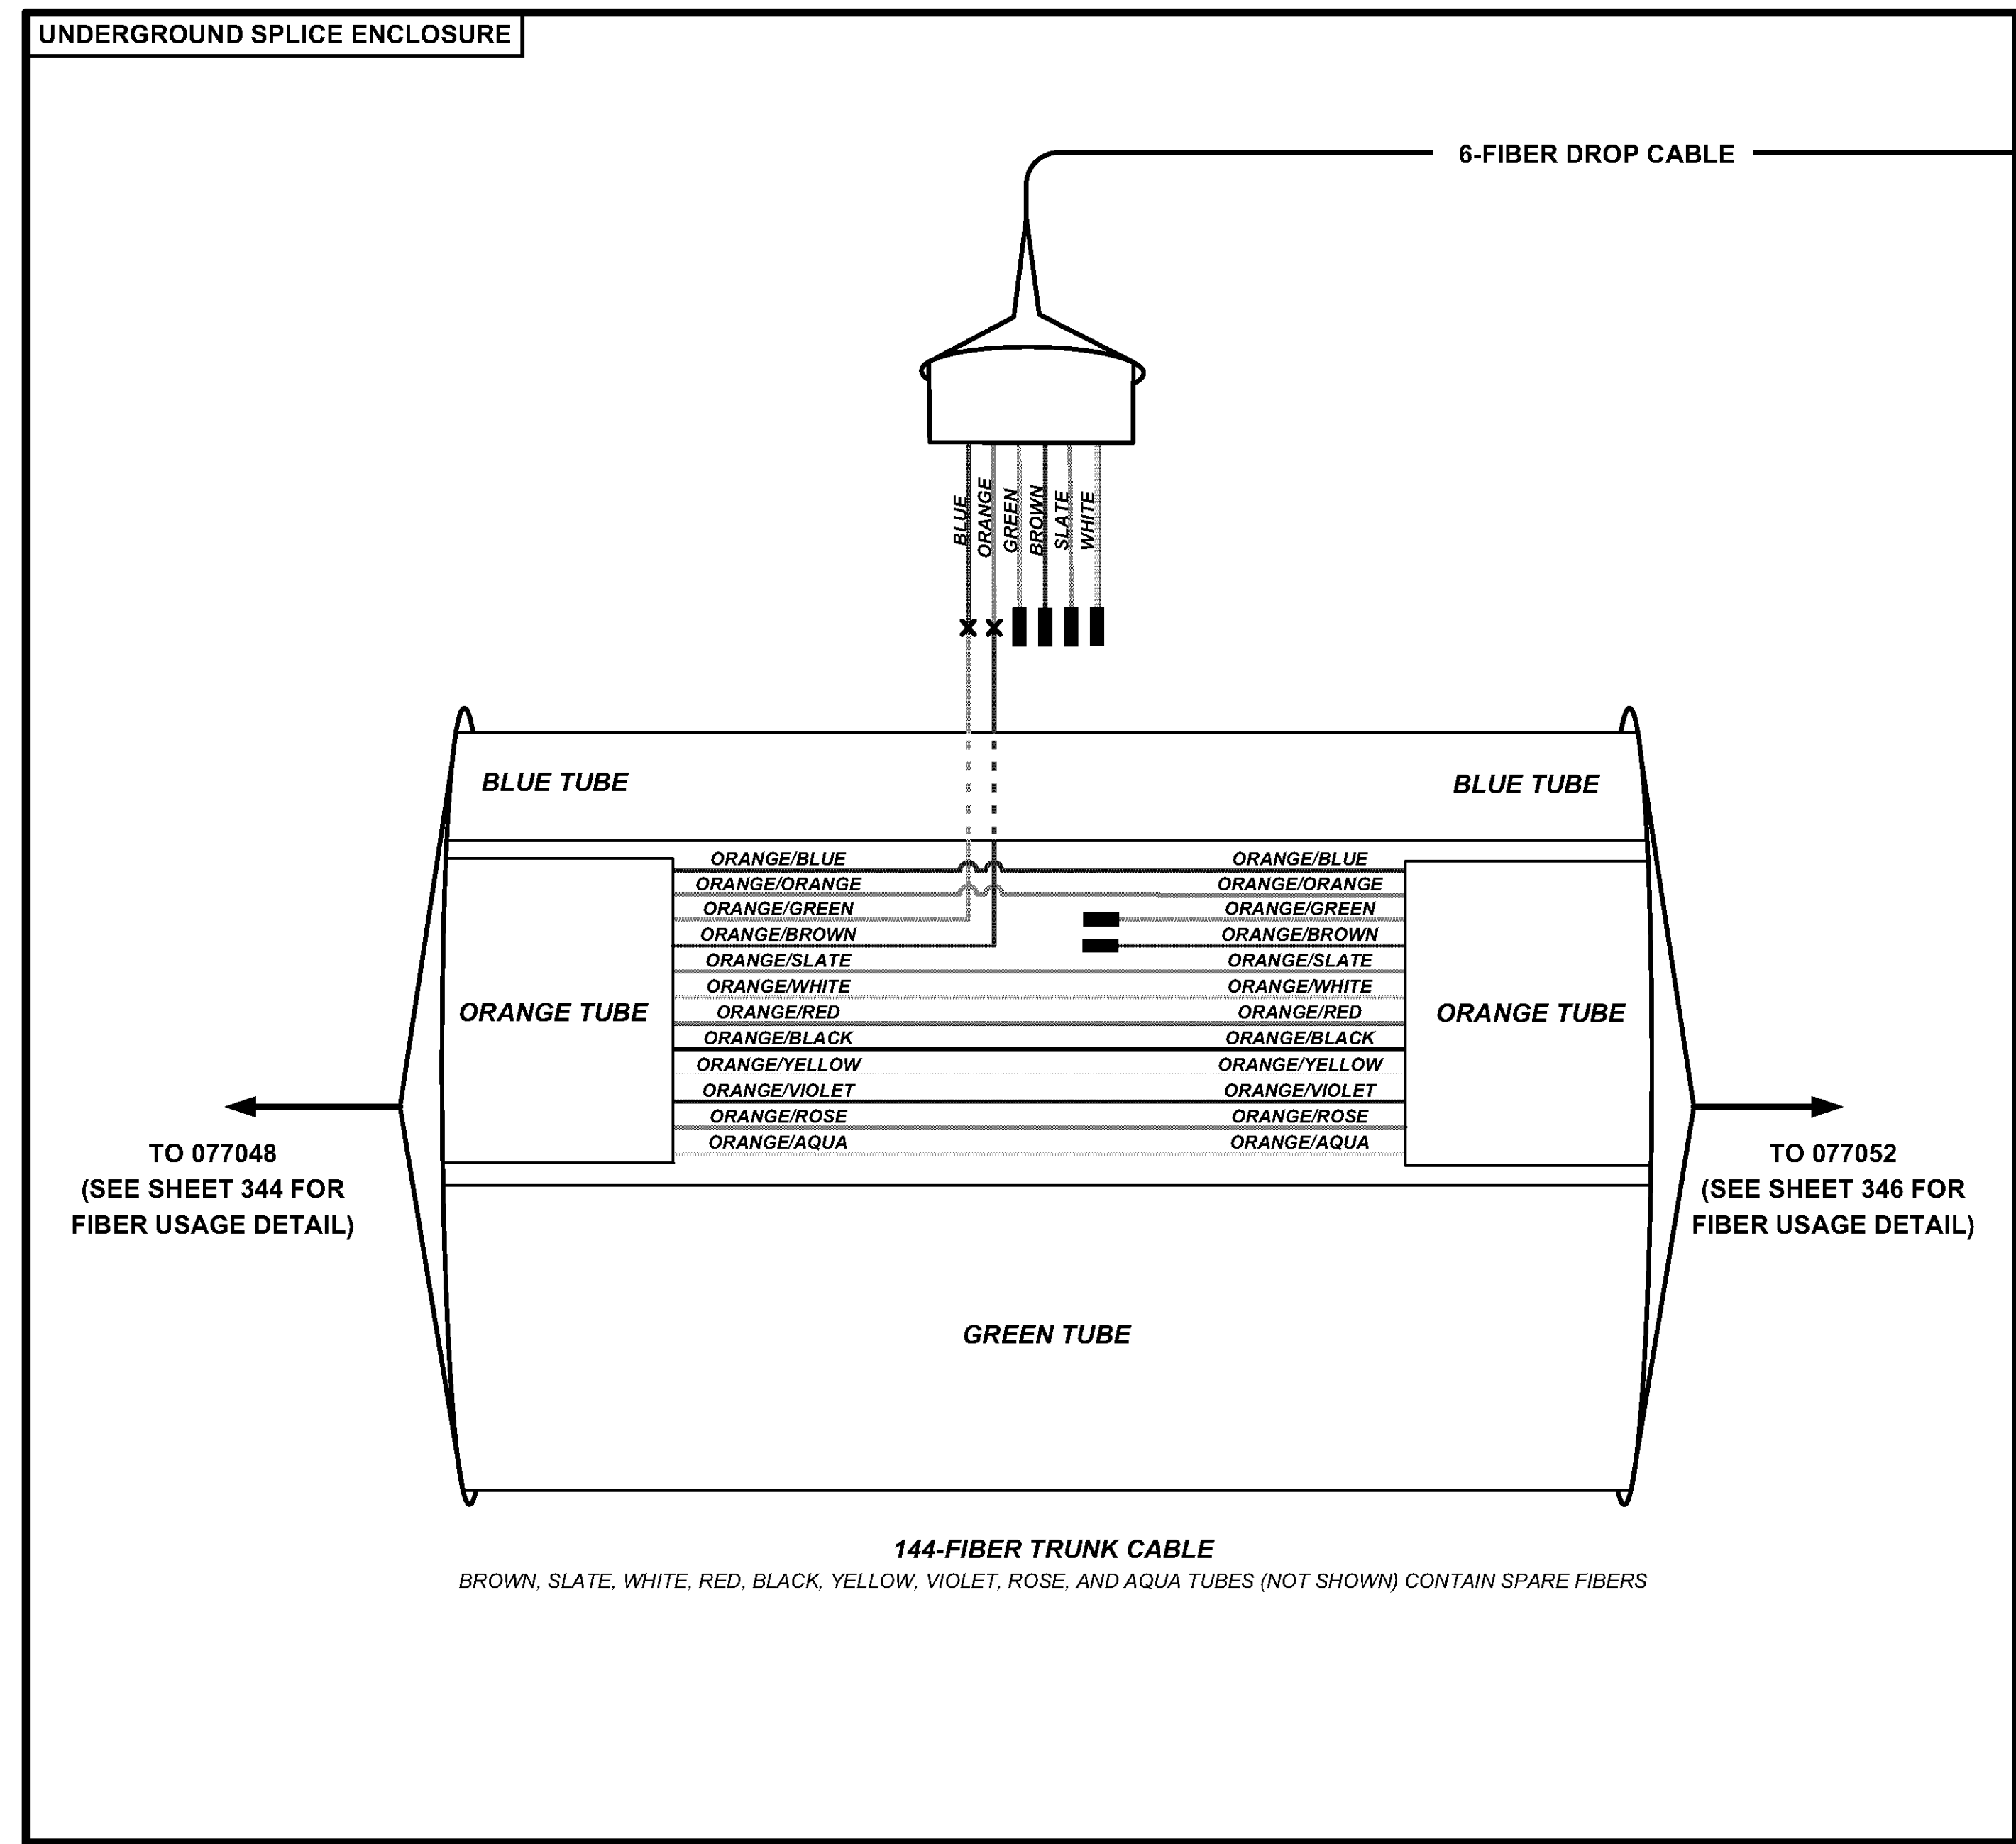 UNDERGROUND SPLICE ENCLOSURE
6-FIBER DROP CABLE
BLUE
ORANGE
GREEN
BROWN
SLATE
WHITE
BLUE TUBE
BLUE TUBE
ORANGE/BLUE
ORANGE/BLUE
ORANGE/ORANGE
ORANGE/ORANGE
ORANGE/GREEN
ORANGE/GREEN
ORANGE/BROWN
ORANGE/BROWN
ORANGE/SLATE
ORANGE/SLATE
ORANGE/WHITE
ORANGE/WHITE
ORANGE TUBE
ORANGE/RED
ORANGE/RED
ORANGE TUBE
ORANGE/BLACK
ORANGE/BLACK
ORANGE/YELLOW
ORANGE/YELLOW
ORANGE/VIOLET
ORANGE/VIOLET
ORANGE/ROSE
ORANGE/ROSE
ORANGE/AQUA
ORANGE/AQUA
TO 077048
(SEE SHEET 344 FOR
FIBER USAGE DETAIL)
TO 077052
(SEE SHEET 346 FOR
FIBER USAGE DETAIL)
GREEN TUBE
144-FIBER TRUNK CABLE
BROWN, SLATE, WHITE, RED, BLACK, YELLOW, VIOLET, ROSE, AND AQUA TUBES (NOT SHOWN) CONTAIN SPARE FIBERS